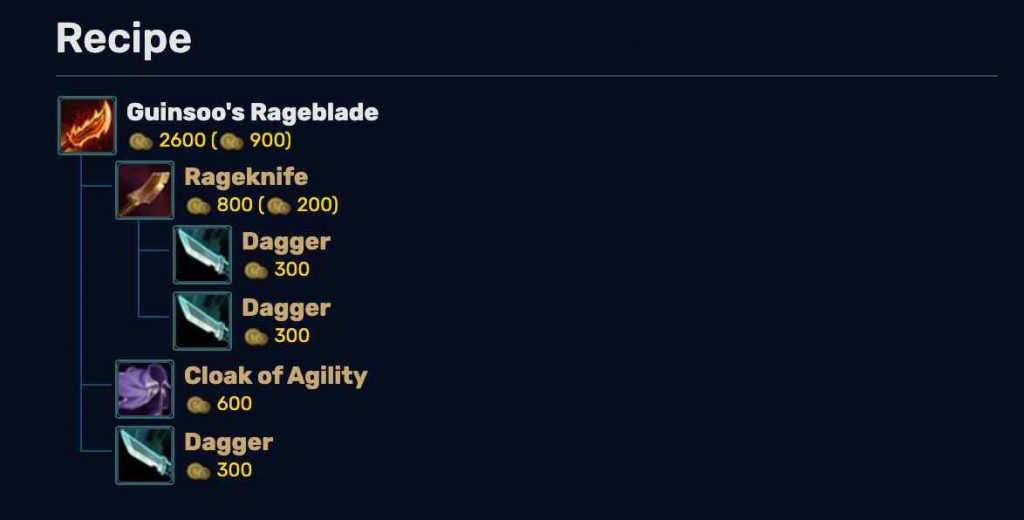 Recipe
Guinsoo's Rageblade
2600 (900)
Rageknife
800 (200)
Dagger
300
Dagger
300
Cloak of Agility
600
Dagger
300